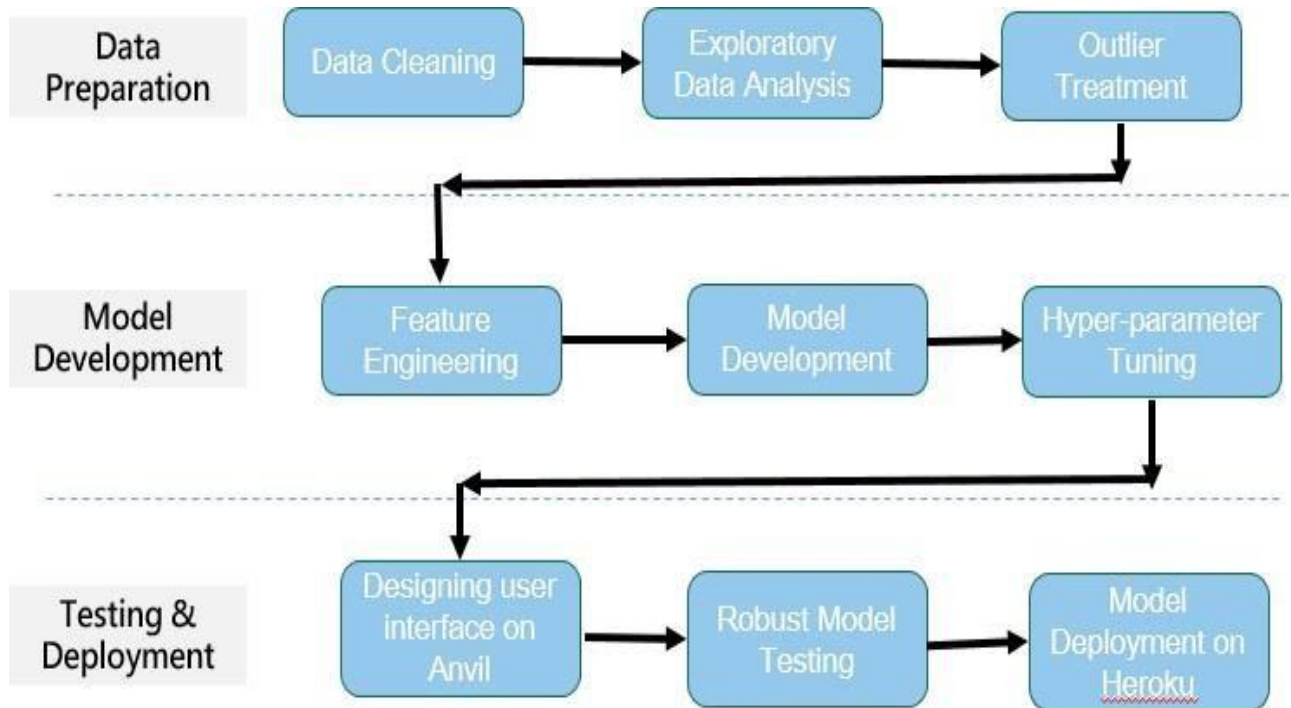 Data
Preparation
Data Cleaning
Exploratory
Data Analysis
Outlier
Treatment
Model
Development
Feature
Engineering
Model
Development
Hyper-parameter
Tuning
Testing &
Deployment
Designing user
interface on
Anvil
Robust Model
Testing
Model
Deployment on
Heroku